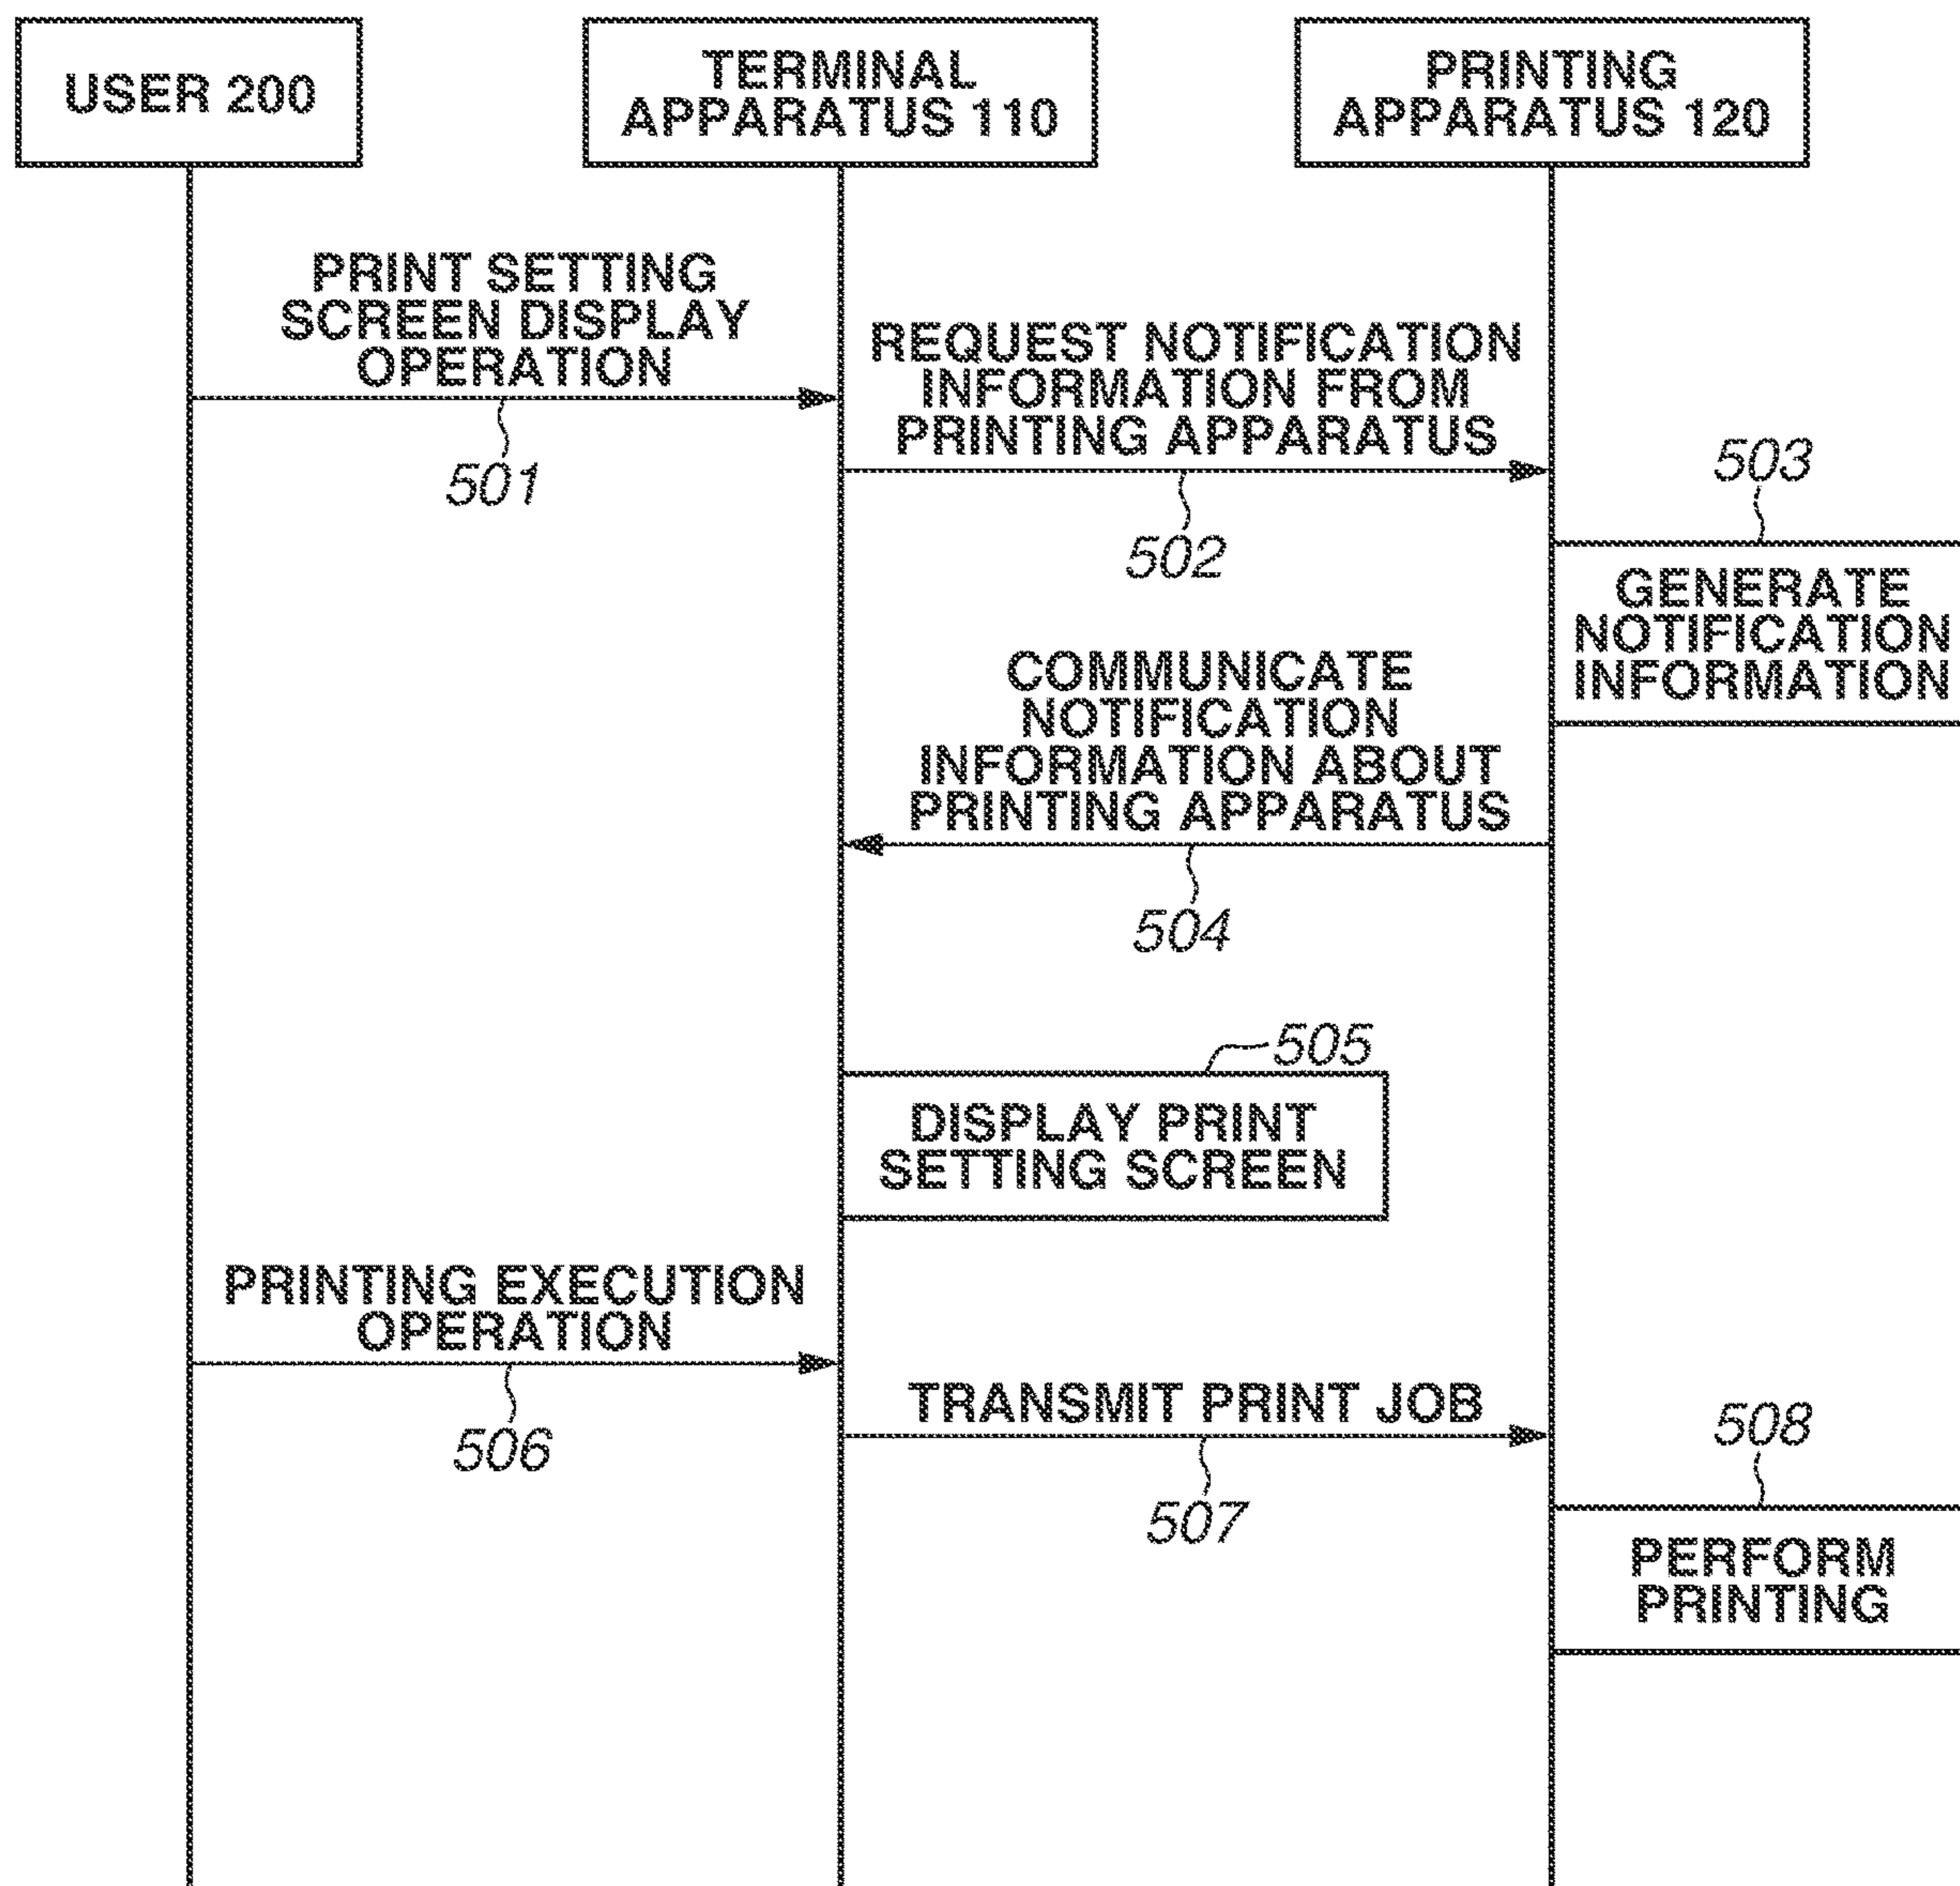 USER 200
TERMINAL
APPARATUS 110
PRINTING
APPARATUS 120
PRINT SETTING
SCREEN DISPLAY
OPERATION
501
REQUEST NOTIFICATION
INFORMATION FROM
PRINTING APPARATUS
502
503
GENERATE
NOTIFICATION
INFORMATION
COMMUNICATE
NOTIFICATION
INFORMATION ABOUT
PRINTING APPARATUS
504
505
DISPLAY PRINT
SETTING SCREEN
PRINTING EXECUTION
OPERATION
506
TRANSMIT PRINT JOB
507
508
PERFORM
PRINTING